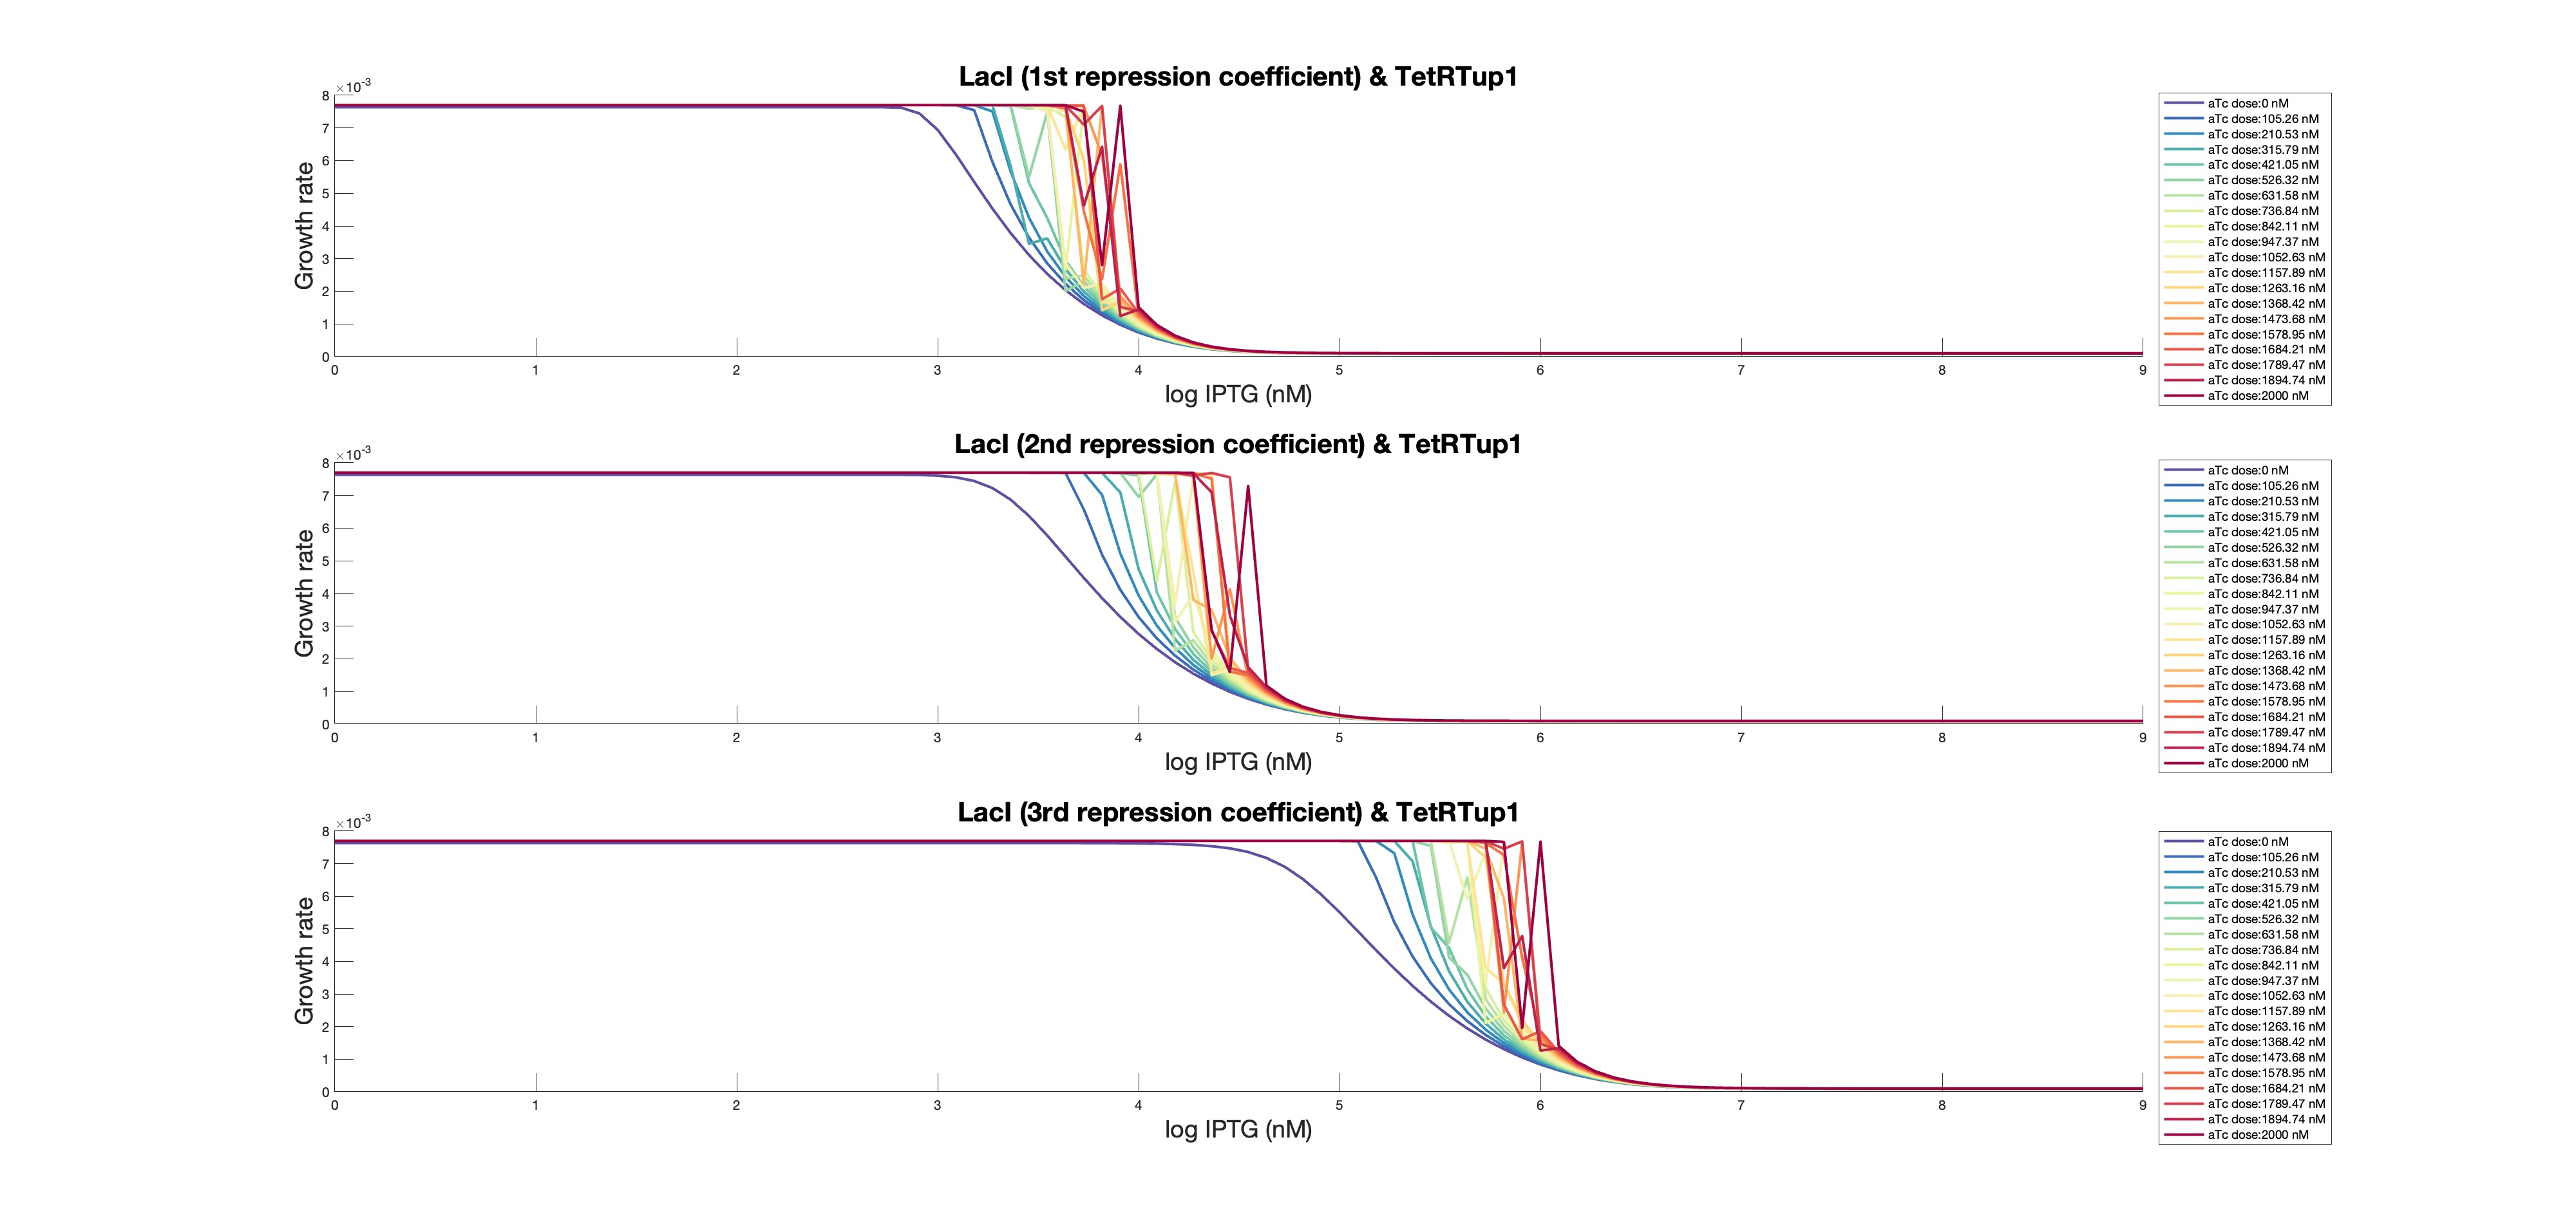 LacI (1st repression coefficient) & TetRTup1
×10-3
8
7
6
5
4
3
2
1
0
Growth rate
0 1 2 3 4 5 6 7 8 9
log IPTG (nM)
aTc dose:0 nM
aTc dose:105.26 nM
aTc dose:210.53 nM
aTc dose:315.79 nM
aTc dose:421.05 nM
aTc dose:526.32 nM
aTc dose:631.58 nM
aTc dose:736.84 nM
aTc dose:842.11 nM
aTc dose:947.37 nM
aTc dose:1052.63 nM
aTc dose:1157.89 nM
aTc dose:1263.16 nM
aTc dose:1368.42 nM
aTc dose:1473.68 nM
aTc dose:1578.95 nM
aTc dose:1684.21 nM
aTc dose:1789.47 nM
aTc dose:1894.74 nM
aTc dose:2000 nM
LacI (2nd repression coefficient) & TetRTup1
×10-3
8
7
6
5
4
3
2
1
0
Growth rate
0 1 2 3 4 5 6 7 8 9
log IPTG (nM)
aTc dose:0 nM
aTc dose:105.26 nM
aTc dose:210.53 nM
aTc dose:315.79 nM
aTc dose:421.05 nM
aTc dose:526.32 nM
aTc dose:631.58 nM
aTc dose:736.84 nM
aTc dose:842.11 nM
aTc dose:947.37 nM
aTc dose:1052.63 nM
aTc dose:1157.89 nM
aTc dose:1263.16 nM
aTc dose:1368.42 nM
aTc dose:1473.68 nM
aTc dose:1578.95 nM
aTc dose:1684.21 nM
aTc dose:1789.47 nM
aTc dose:1894.74 nM
aTc dose:2000 nM
LacI (3rd repression coefficient) & TetRTup1
×10-3
8
7
6
5
4
3
2
1
0
Growth rate
0 1 2 3 4 5 6 7 8 9
log IPTG (nM)
aTc dose:0 nM
aTc dose:105.26 nM
aTc dose:210.53 nM
aTc dose:315.79 nM
aTc dose:421.05 nM
aTc dose:526.32 nM
aTc dose:631.58 nM
aTc dose:736.84 nM
aTc dose:842.11 nM
aTc dose:947.37 nM
aTc dose:1052.63 nM
aTc dose:1157.89 nM
aTc dose:1263.16 nM
aTc dose:1368.42 nM
aTc dose:1473.68 nM
aTc dose:1578.95 nM
aTc dose:1684.21 nM
aTc dose:1789.47 nM
aTc dose:1894.74 nM
aTc dose:2000 nM